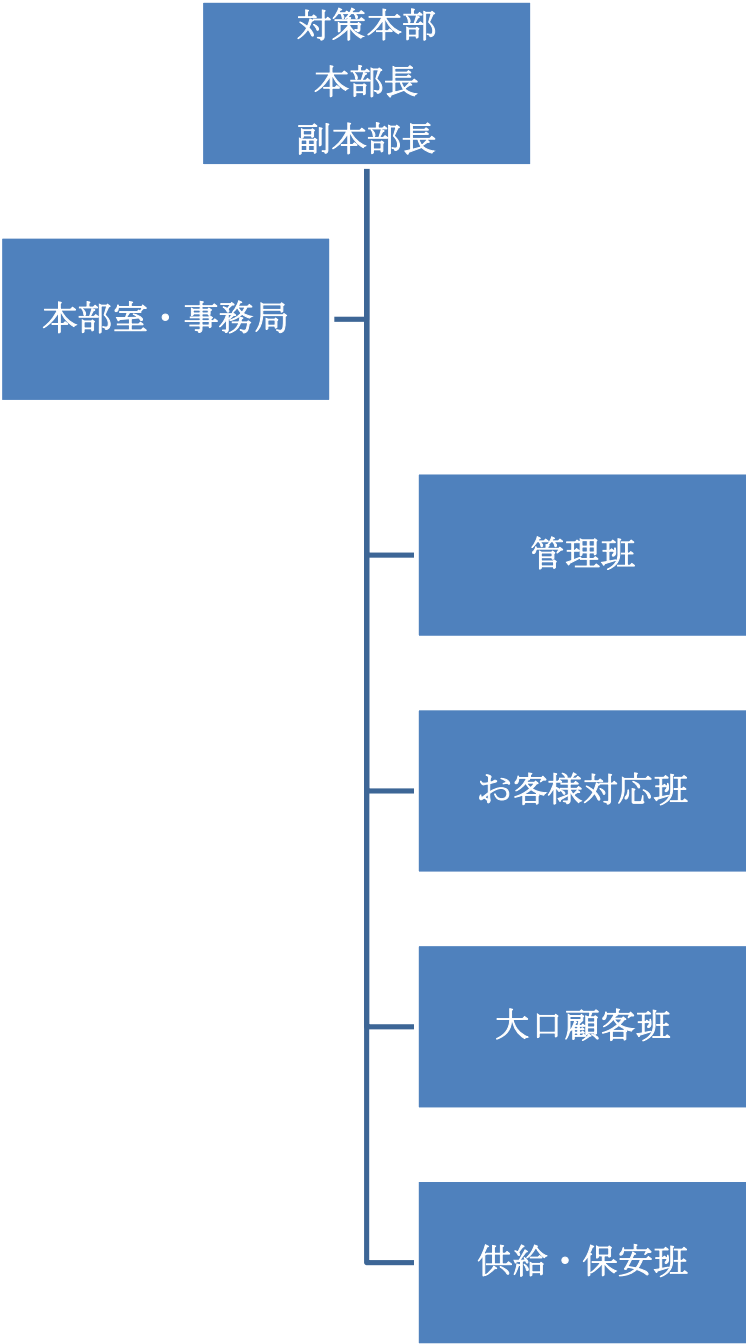 対策本部
本部長
副本部長
本部室・事務局
管理班
お客様対応班
大口顧客班
供給・保安班